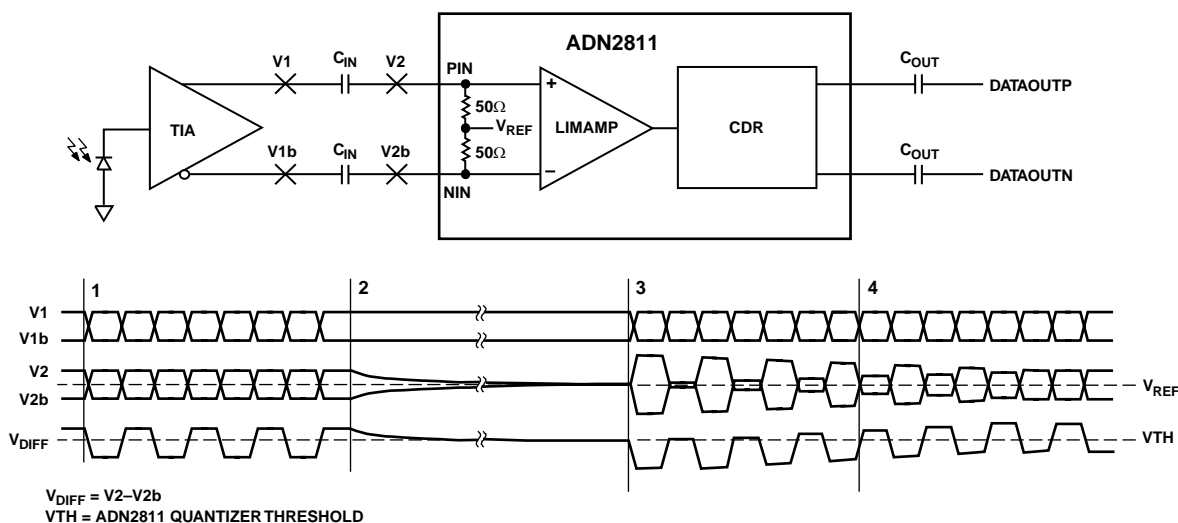 ADN2811
V1
C_IN
V2
PIN
C_OUT
+
50Ω
DATAOUTP
TIA
V_REF
LIMAMP
CDR
50Ω
V1b
C_IN
V2b
C_OUT
–
DATAOUTN
NIN
1
2
3
4
V1
V1b
V2
V_REF
V2b
V_DIFF
VTH
V_DIFF = V2–V2b
VTH = ADN2811 QUANTIZER THRESHOLD